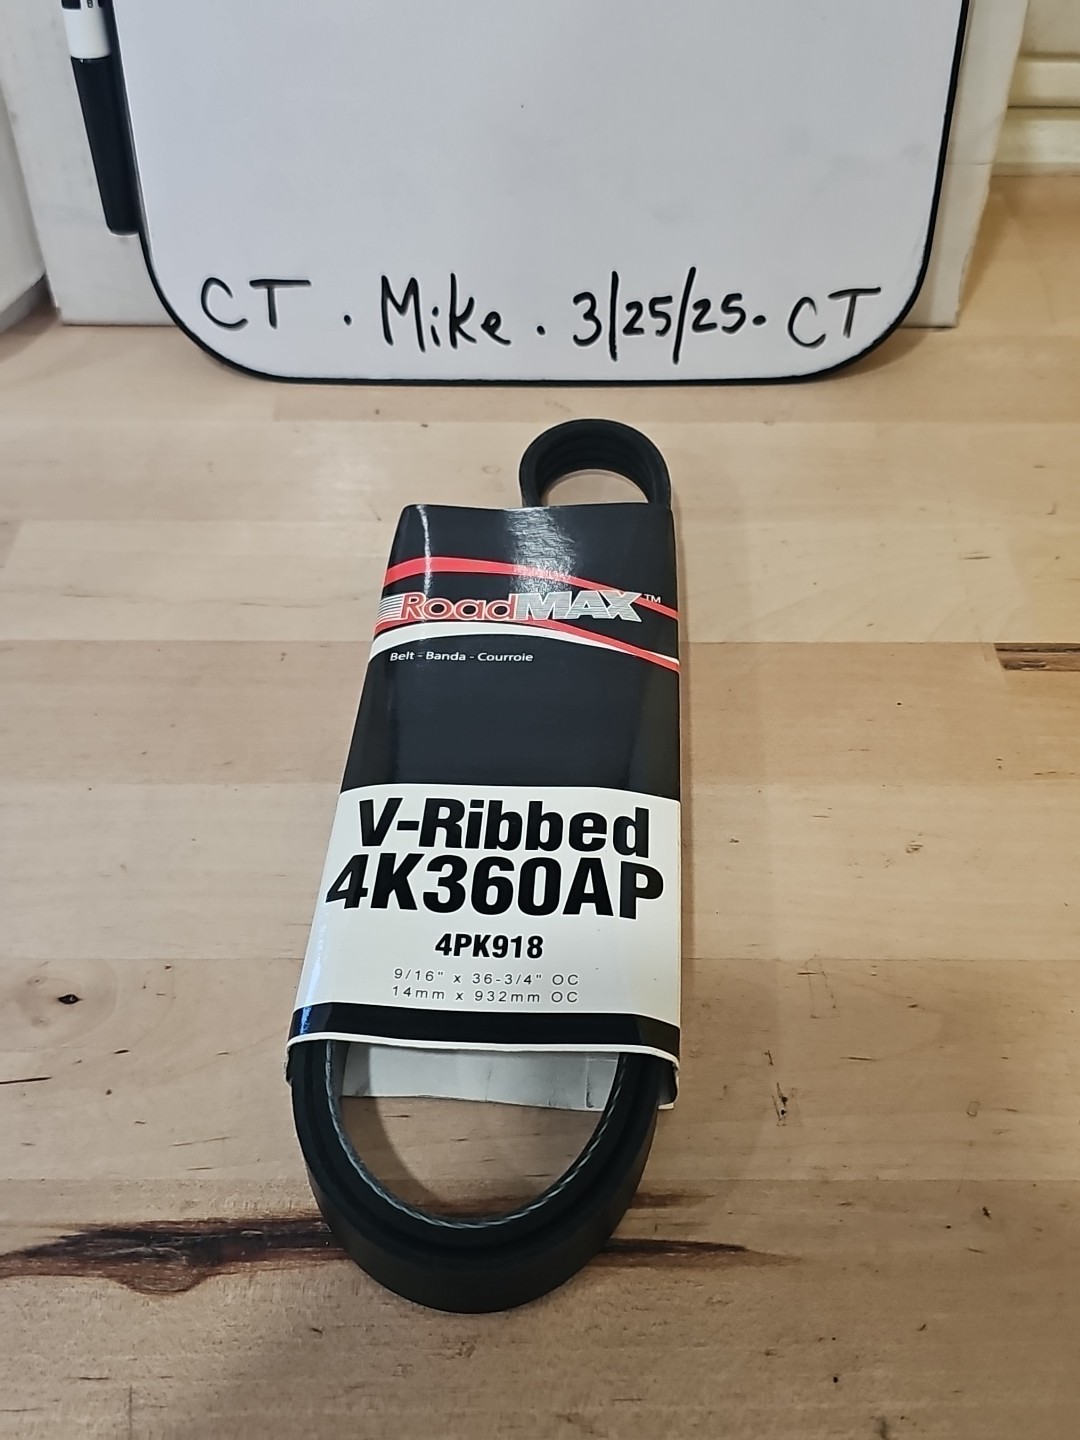 CT · Mike · 3/25/25 · CT
RoadMAX™
Belt - Banda - Courroie
V-Ribbed
4K360AP
4PK918
9/16" x 36-3/4" OC
14mm x 932mm OC